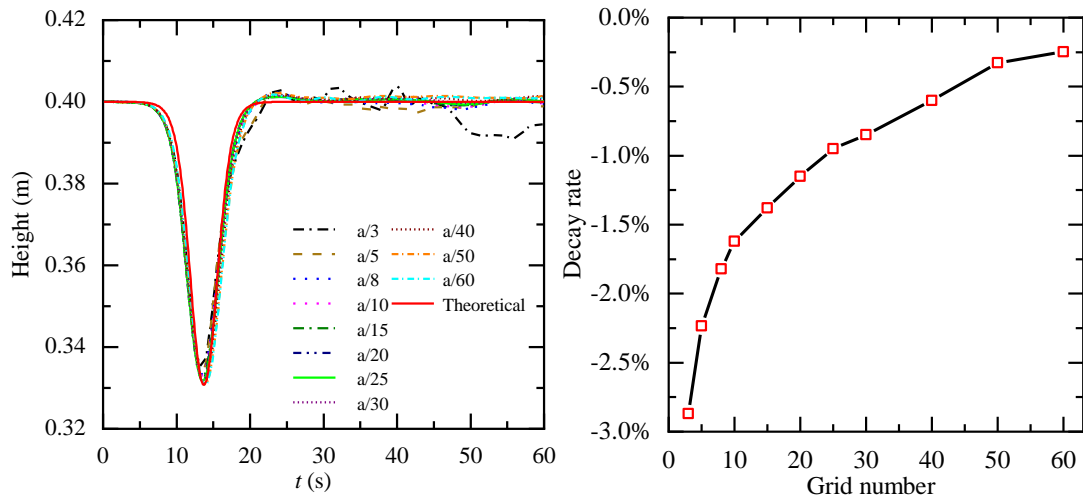 0.42
0.40
0.38
0.36
0.34
0.32
Height (m)
0 10 20 30 40 50 60
t (s)
a/3
a/5
a/8
a/10
a/15
a/20
a/25
a/30
a/40
a/50
a/60
Theoretical
0.0%
-0.5%
-1.0%
-1.5%
-2.0%
-2.5%
-3.0%
Decay rate
0 10 20 30 40 50 60
Grid number